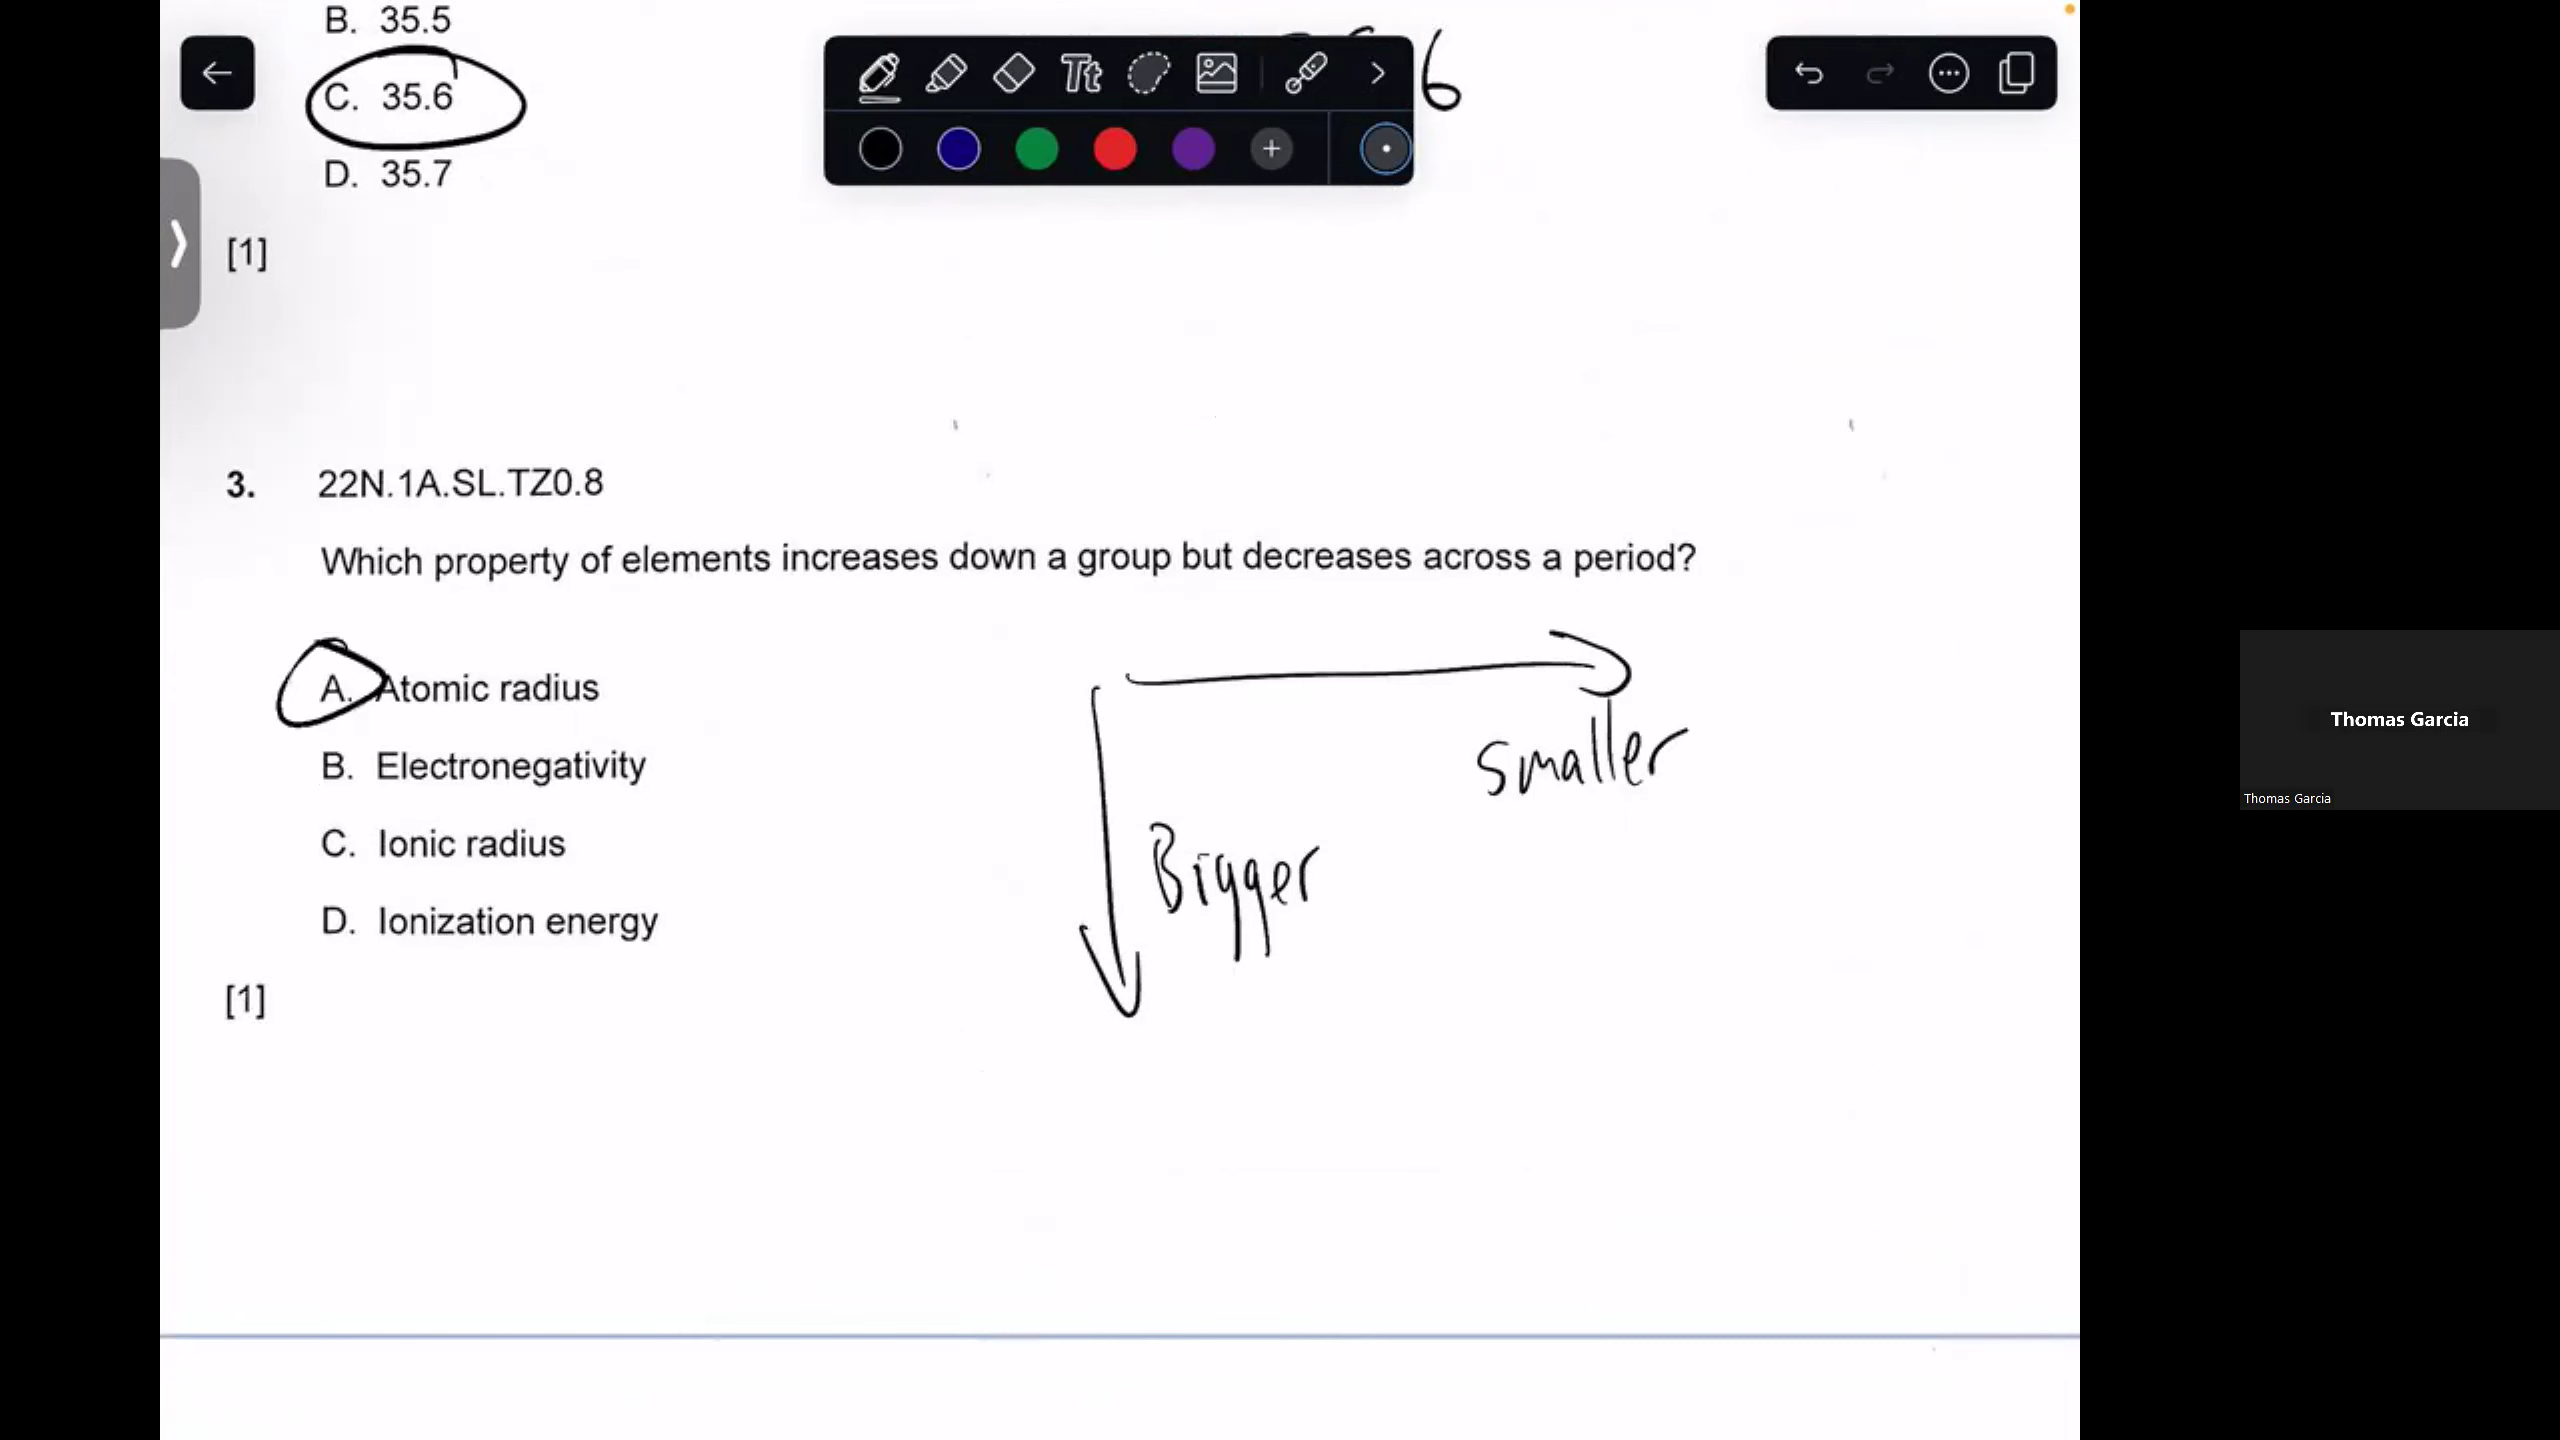 B. 35.5
6
C. 35.6
Tt
D. 35.7
[1]
3. 22N.1A.SL.TZ0.8
Which property of elements increases down a group but decreases across a period?
A. Atomic radius
B. Electronegativity
C. Ionic radius
D. Ionization energy
[1]
Smaller
Bigger
Thomas Garcia
Thomas Garcia